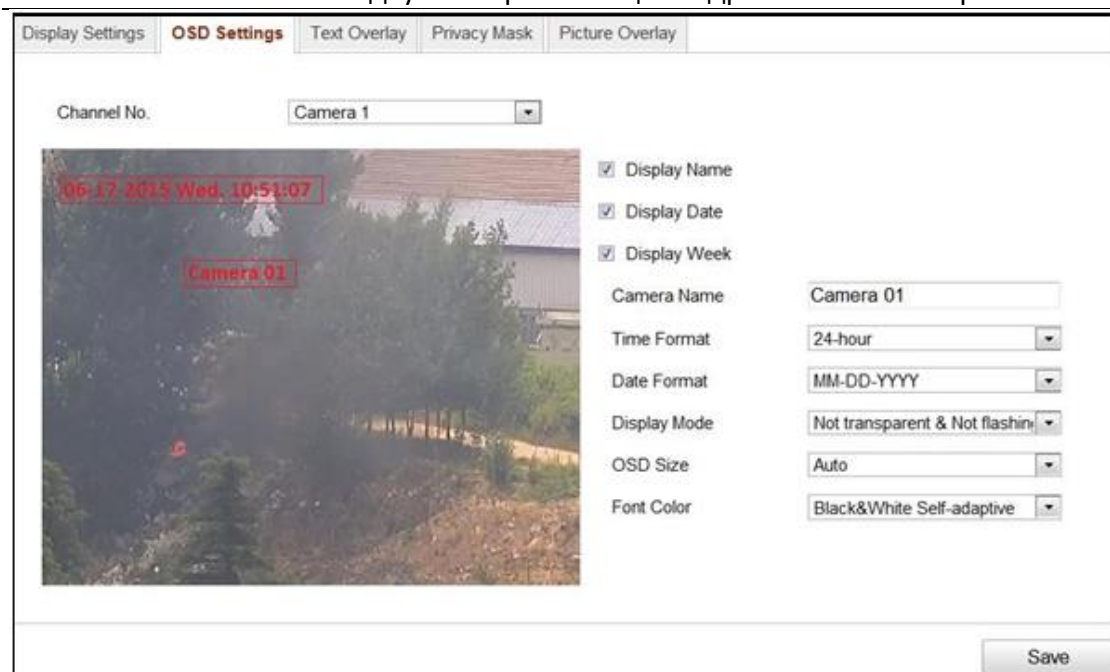 Display Settings OSD Settings Text Overlay Privacy Mask Picture Overlay
Channel No. Camera 1
06-17-2015 Wed. 10:51:07
Camera 01
Display Name
Display Date
Display Week
Camera Name Camera 01
Time Format 24-hour
Date Format MM-DD-YYYY
Display Mode Not transparent & Not flashin
OSD Size Auto
Font Color Black&White Self-adaptive
Save